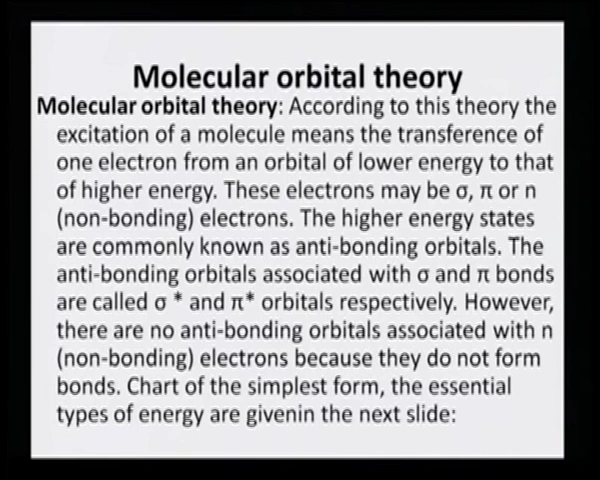 Molecular orbital theory
Molecular orbital theory: According to this theory the
excitation of a molecule means the transference of
one electron from an orbital of lower energy to that
of higher energy. These electrons may be σ, π or n
(non-bonding) electrons. The higher energy states
are commonly known as anti-bonding orbitals. The
anti-bonding orbitals associated with σ and π bonds
are called σ * and π* orbitals respectively. However,
there are no anti-bonding orbitals associated with n
(non-bonding) electrons because they do not form
bonds. Chart of the simplest form, the essential
types of energy are givenin the next slide: